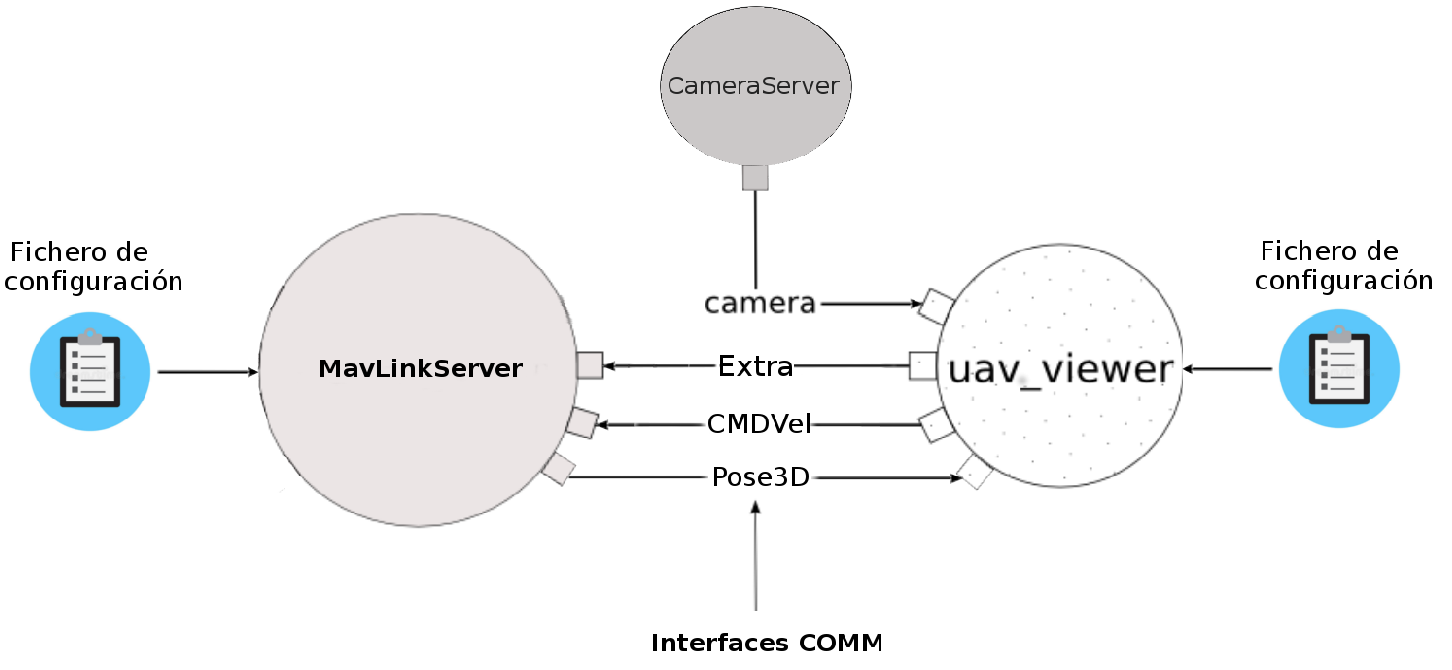 CameraServer
Fichero de
configuración
Fichero de
configuración
camera
MavLinkServer
Extra
uav_viewer
CMDVel
Pose3D
Interfaces COMM